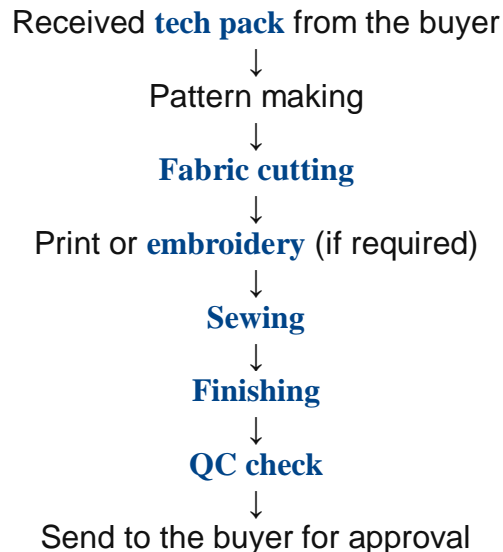 Received tech pack from the buyer
↓
Pattern making
↓
Fabric cutting
↓
Print or embroidery (if required)
↓
Sewing
↓
Finishing
↓
QC check
↓
Send to the buyer for approval